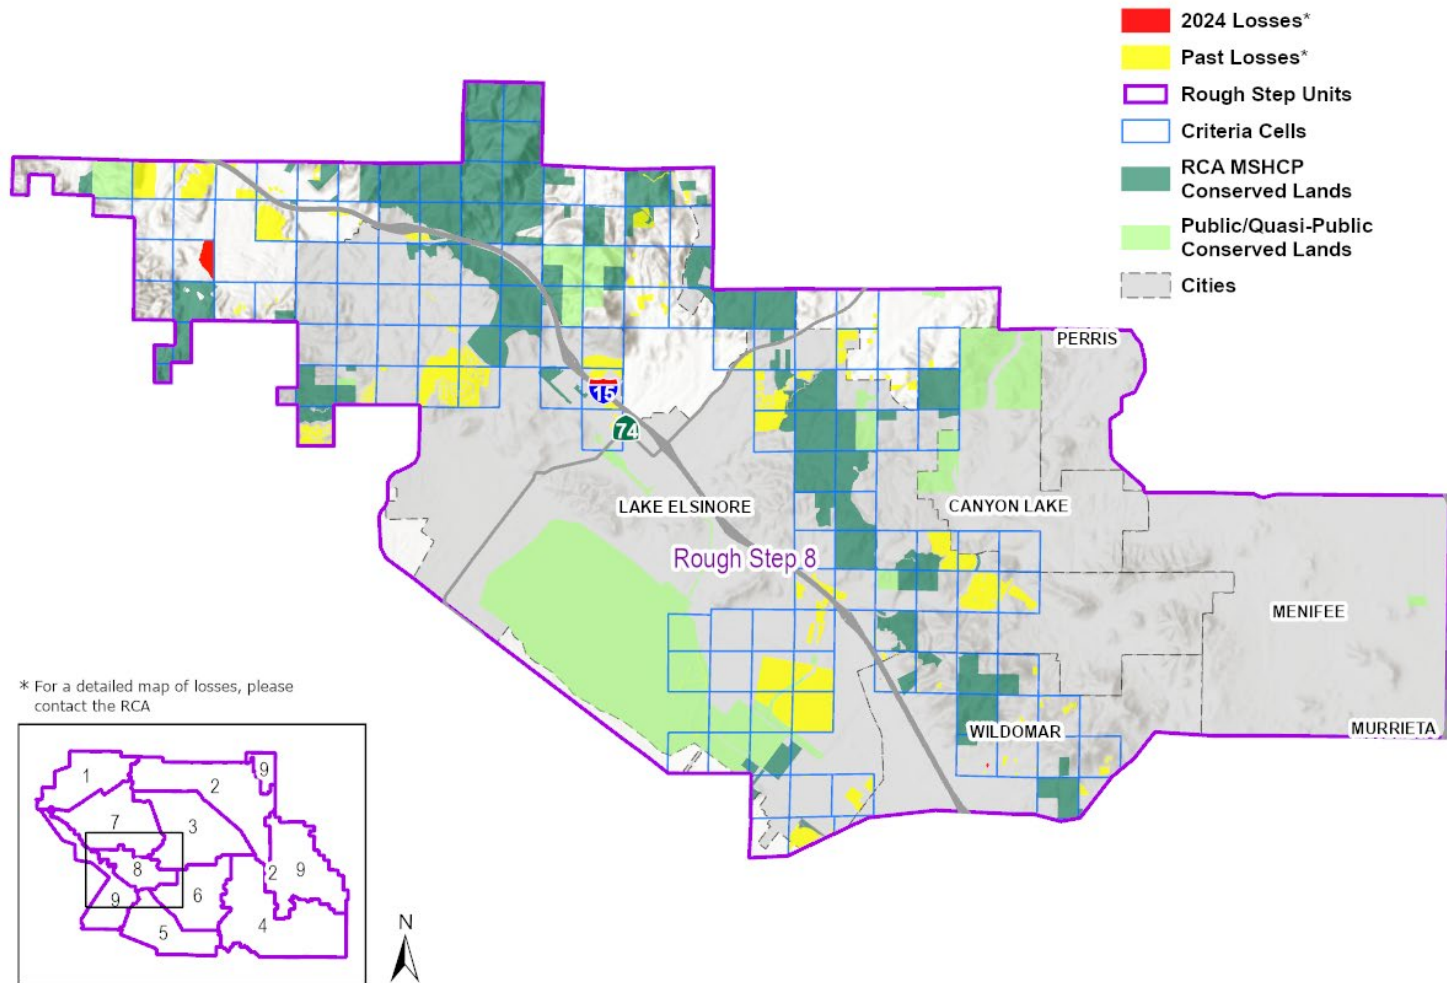 2024 Losses*
Past Losses*
Rough Step Units
Criteria Cells
RCA MSHCP
Conserved Lands
Public/Quasi-Public
Conserved Lands
Cities
PERRIS
15
74
LAKE ELSINORE
CANYON LAKE
Rough Step 8
MENIFEE
WILDOMAR
MURRIETA
* For a detailed map of losses, please
contact the RCA
1
2
9
7
3
8
2
9
9
6
4
5
N